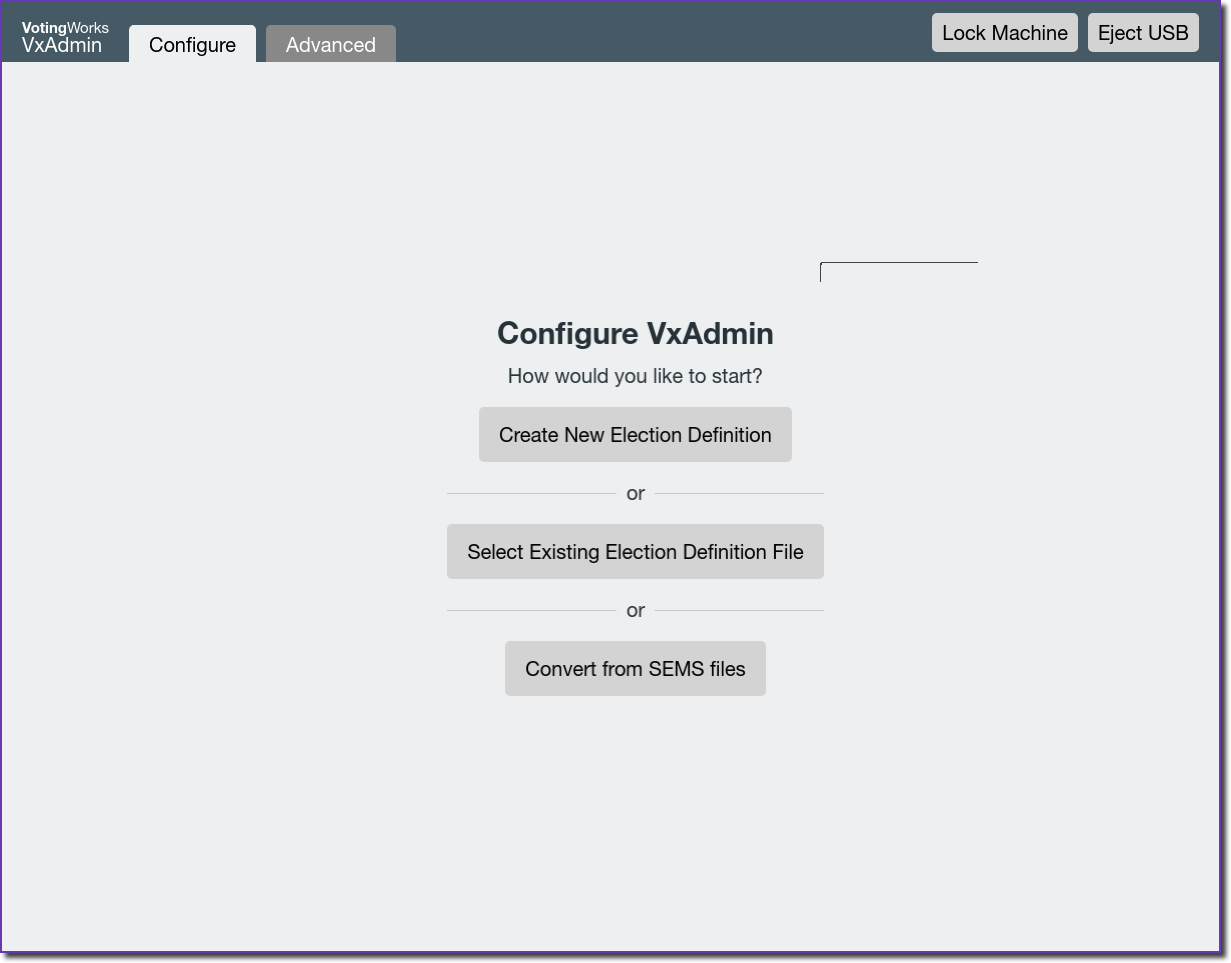 VotingWorks
VxAdmin
Configure
Advanced
Lock Machine
Eject USB
Configure VxAdmin
How would you like to start?
Create New Election Definition
or
Select Existing Election Definition File
or
Convert from SEMS files